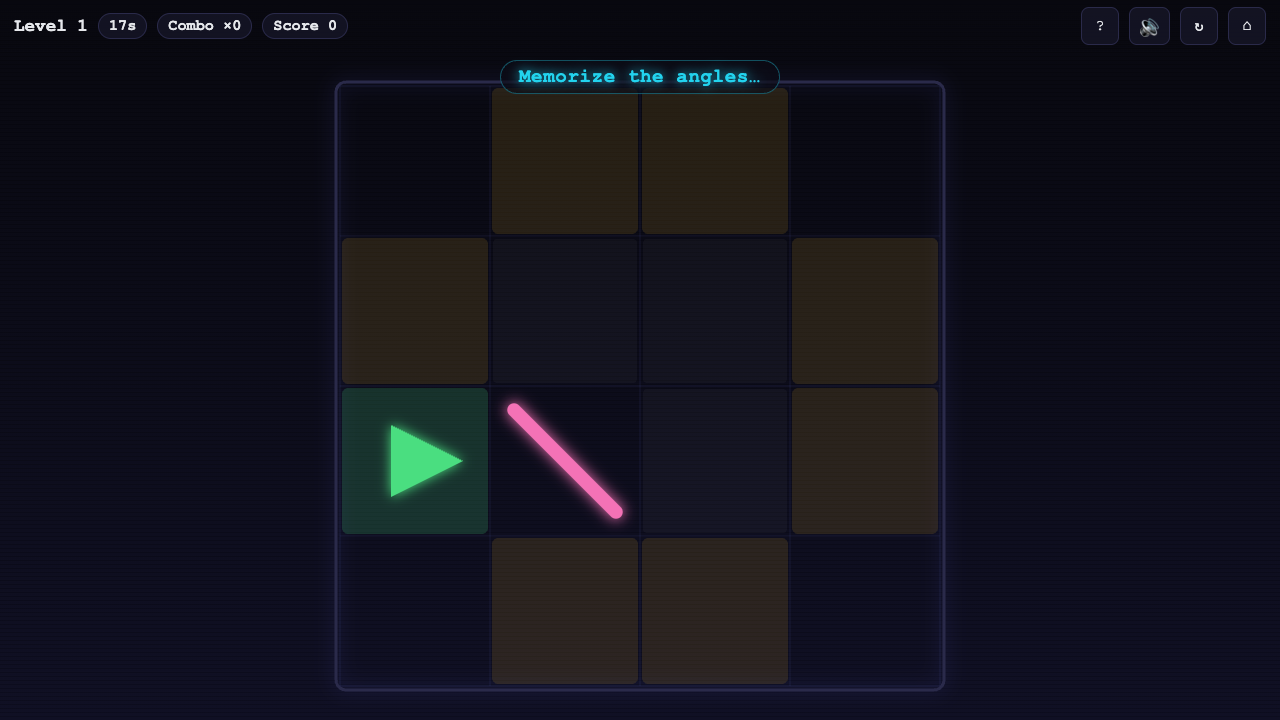 Level 1 17s Combo ×0 Score 0 ?
Memorize the angles…